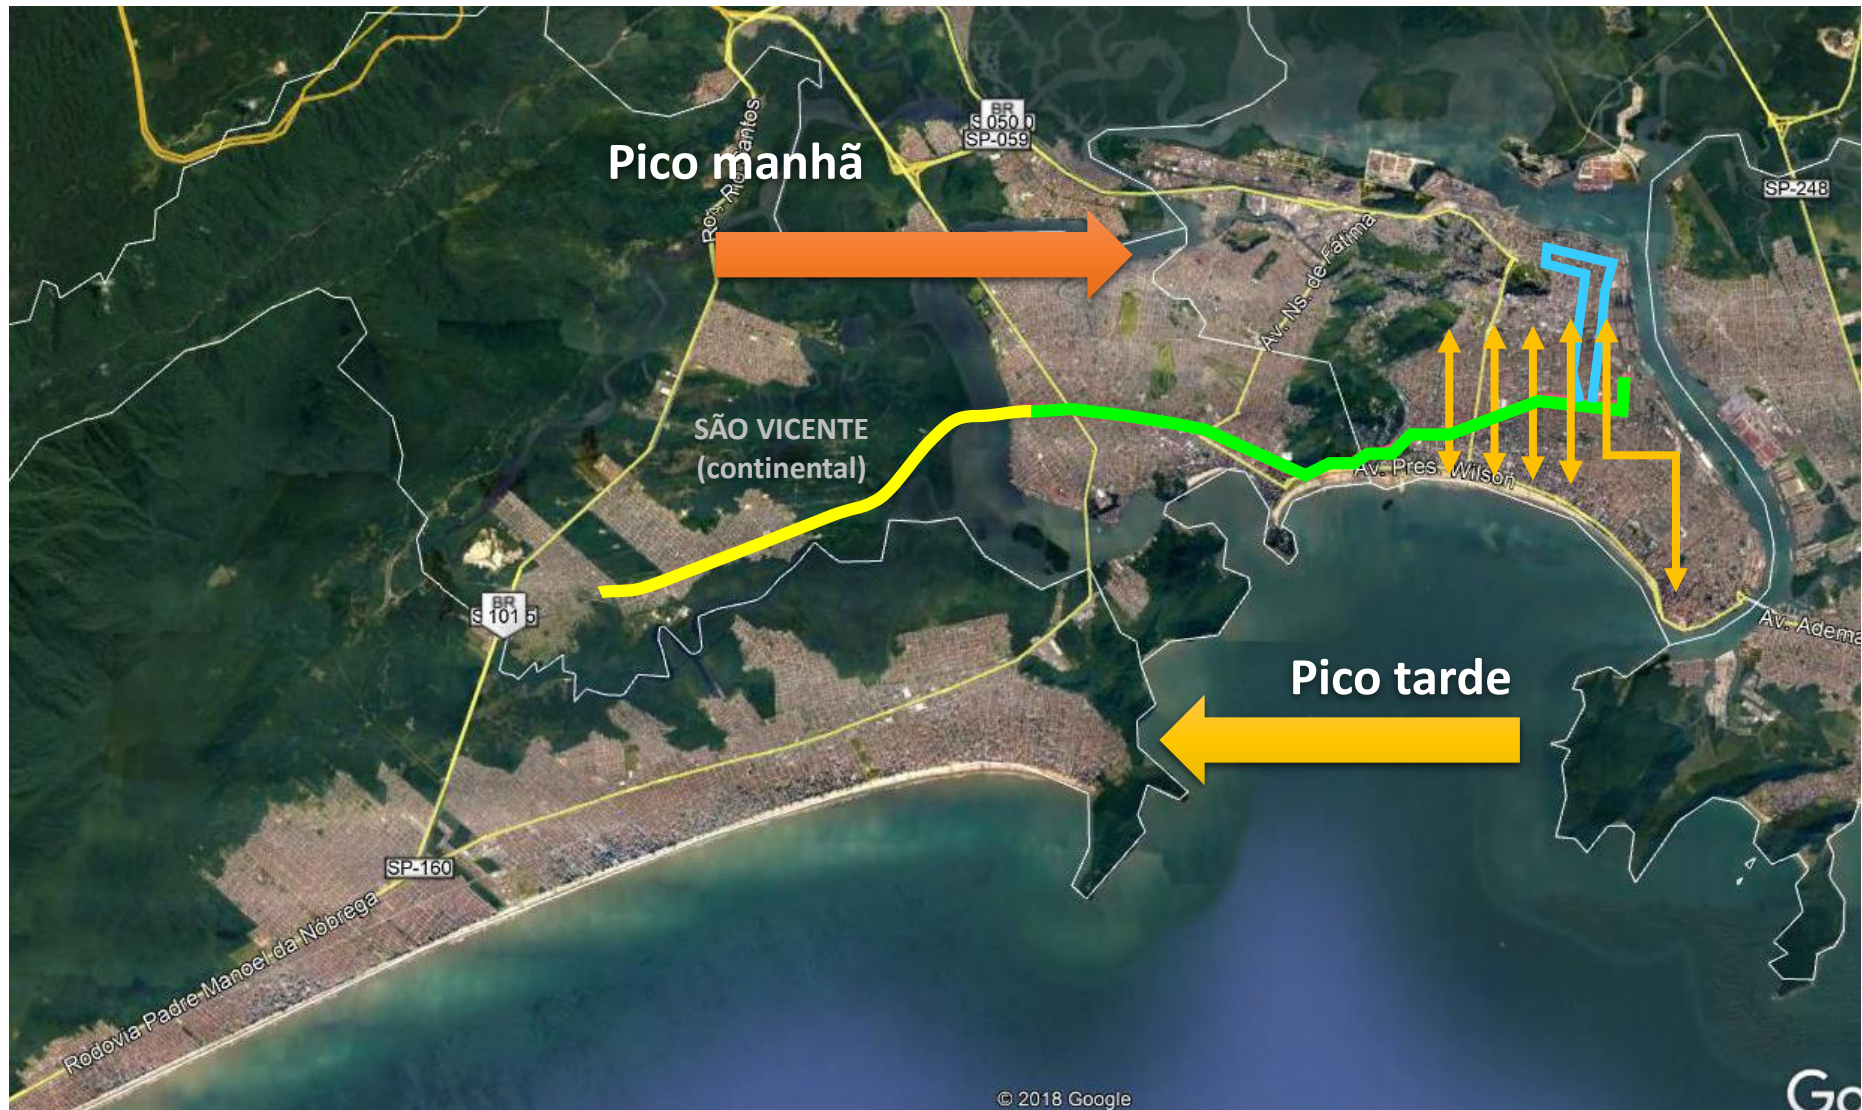 BR
050
SP-059
Pico manhã
SP-248
Av. Ns. de Fátima
SÃO VICENTE
(continental)
Av. Pres. Wilson
BR
101
Av. Adema
Pico tarde
SP-160
Rodovia Padre Manoel da Nóbrega
© 2018 Google
Go